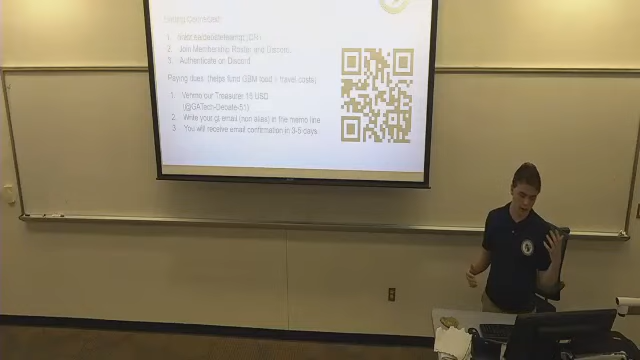 Getting Connected:
1.
2. Join Membership Roster and Discord
3. Authenticate on Discord
Paying dues: (helps fund GBM food + travel costs)
1. Venmo our Treasurer 15 USD
(@GATech-Debate-51)
2. Write your gt email (non alias) in the memo line
3 You will receive email confirmation in 0-5 days